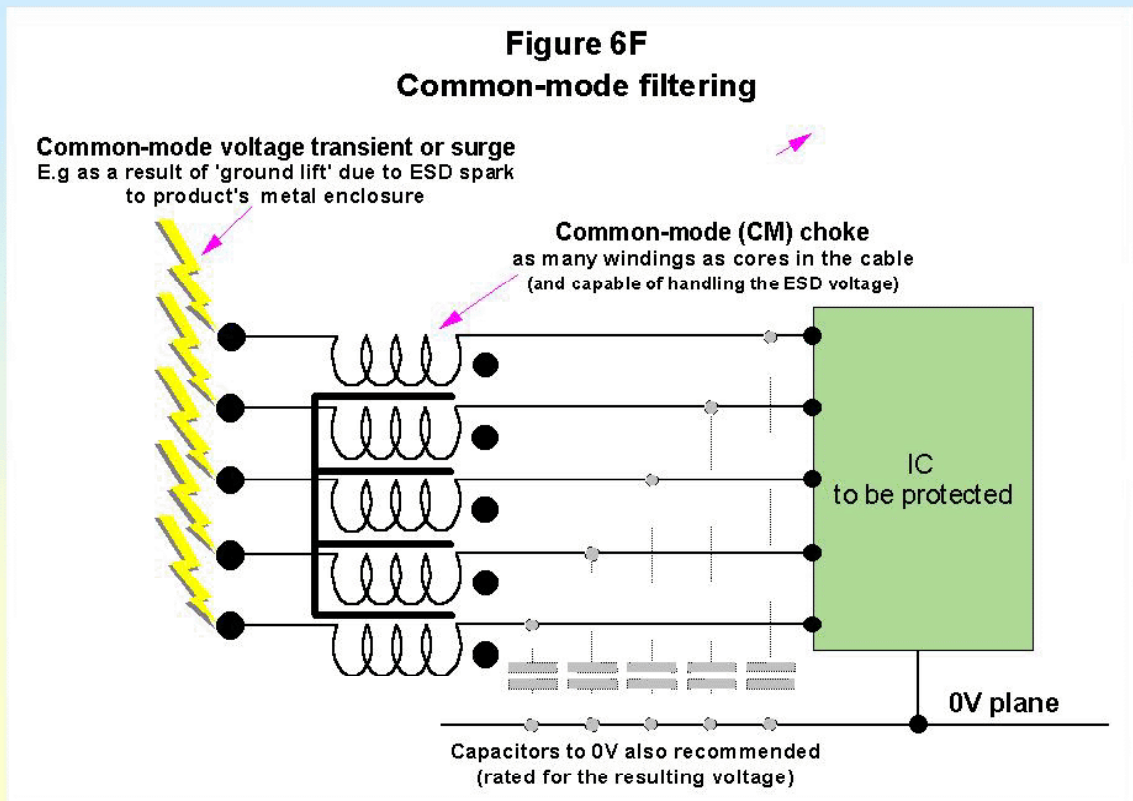 Figure 6F
Common-mode filtering
Common-mode voltage transient or surge
E.g as a result of 'ground lift' due to ESD spark
to product's metal enclosure
Common-mode (CM) choke
as many windings as cores in the cable
(and capable of handling the ESD voltage)
IC
to be protected
0V plane
Capacitors to 0V also recommended
(rated for the resulting voltage)